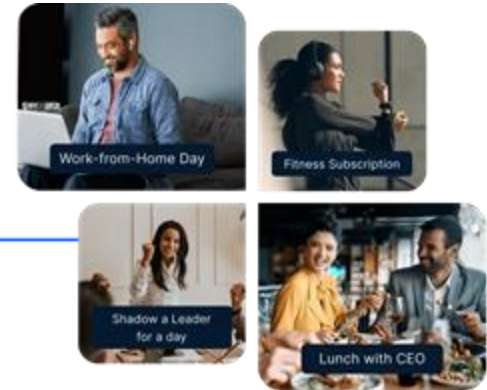 Work-from-Home Day
Fitness Subscription
Shadow a Leader
for a day
Lunch with CEO